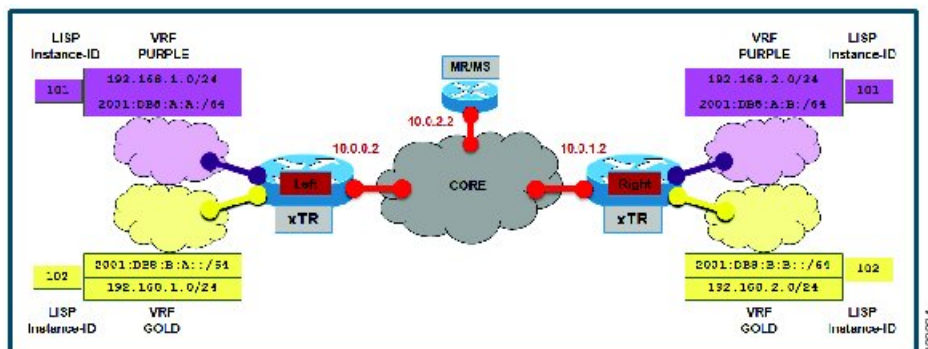 LISP
Instance-ID
VRF
PURPLE
101
192.168.1.0/24
2001:DB8:A:A::/64
MR/MS
10.0.2.2
VRF
PURPLE
LISP
Instance-ID
192.168.2.0/24
2001:DB8:A:B::/64
101
10.0.0.2
Left
xTR
CORE
10.0.1.2
Right
xTR
102
2001:DB8:B:A::/64
192.168.1.0/24
LISP
Instance-ID
VRF
GOLD
2001:DB8:B:B::/64
192.168.2.0/24
102
VRF
GOLD
LISP
Instance-ID